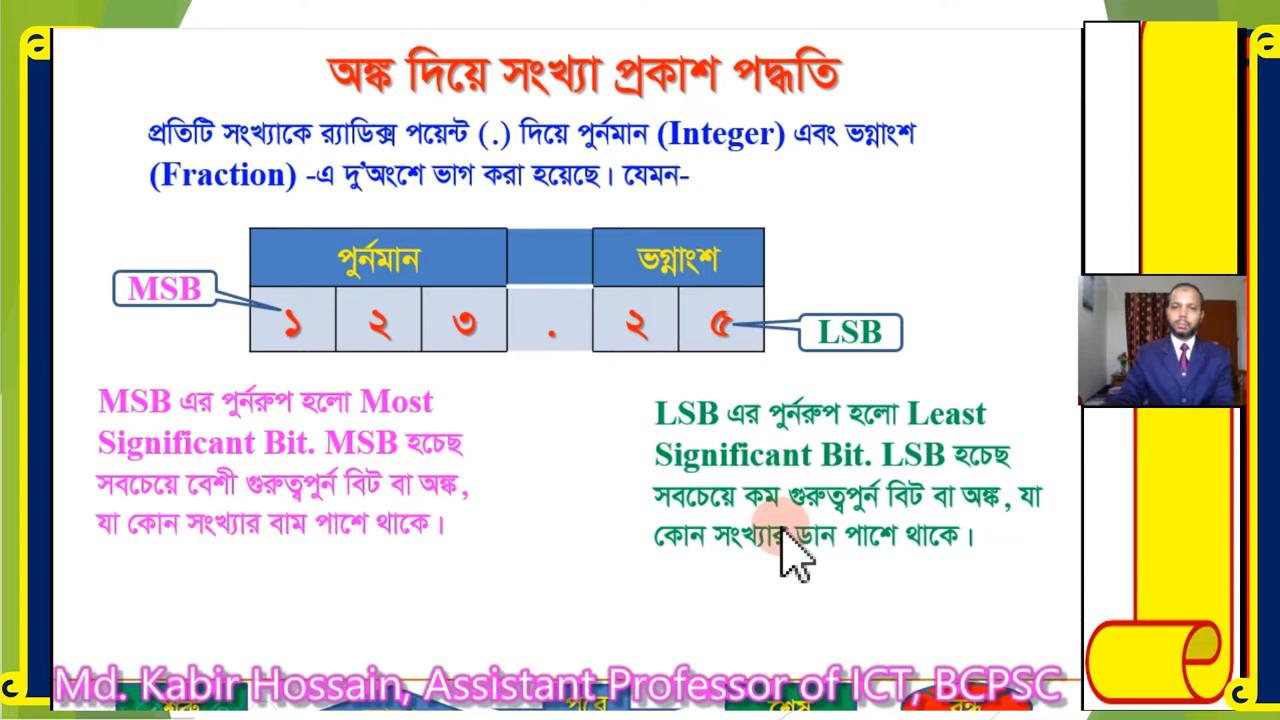 অঙ্ক দিয়ে সংখ্যা প্রকাশ পদ্ধতি
প্রতিটি সংখ্যাকে র‍্যাডিক্স পয়েন্ট (.) দিয়ে পুর্নমান (Integer) এবং ভগ্নাংশ
(Fraction) -এ দু'অংশে ভাগ করা হয়েছে। যেমন-
পুর্নমান ভগ্নাংশ
MSB
১ ২ ৩ . ২ ৫
LSB
MSB এর পুর্নরুপ হলো Most
Significant Bit. MSB হচেছ
সবচেয়ে বেশী গুরুত্বপুর্ন বিট বা অঙ্ক,
যা কোন সংখ্যার বাম পাশে থাকে।
LSB এর পুর্নরুপ হলো Least
Significant Bit. LSB হচেছ
সবচেয়ে কম গুরুত্বপুর্ন বিট বা অঙ্ক, যা
কোন সংখ্যার ডান পাশে থাকে।
Md. Kabir Hossain, Assistant Professor of ICT, BCPSC